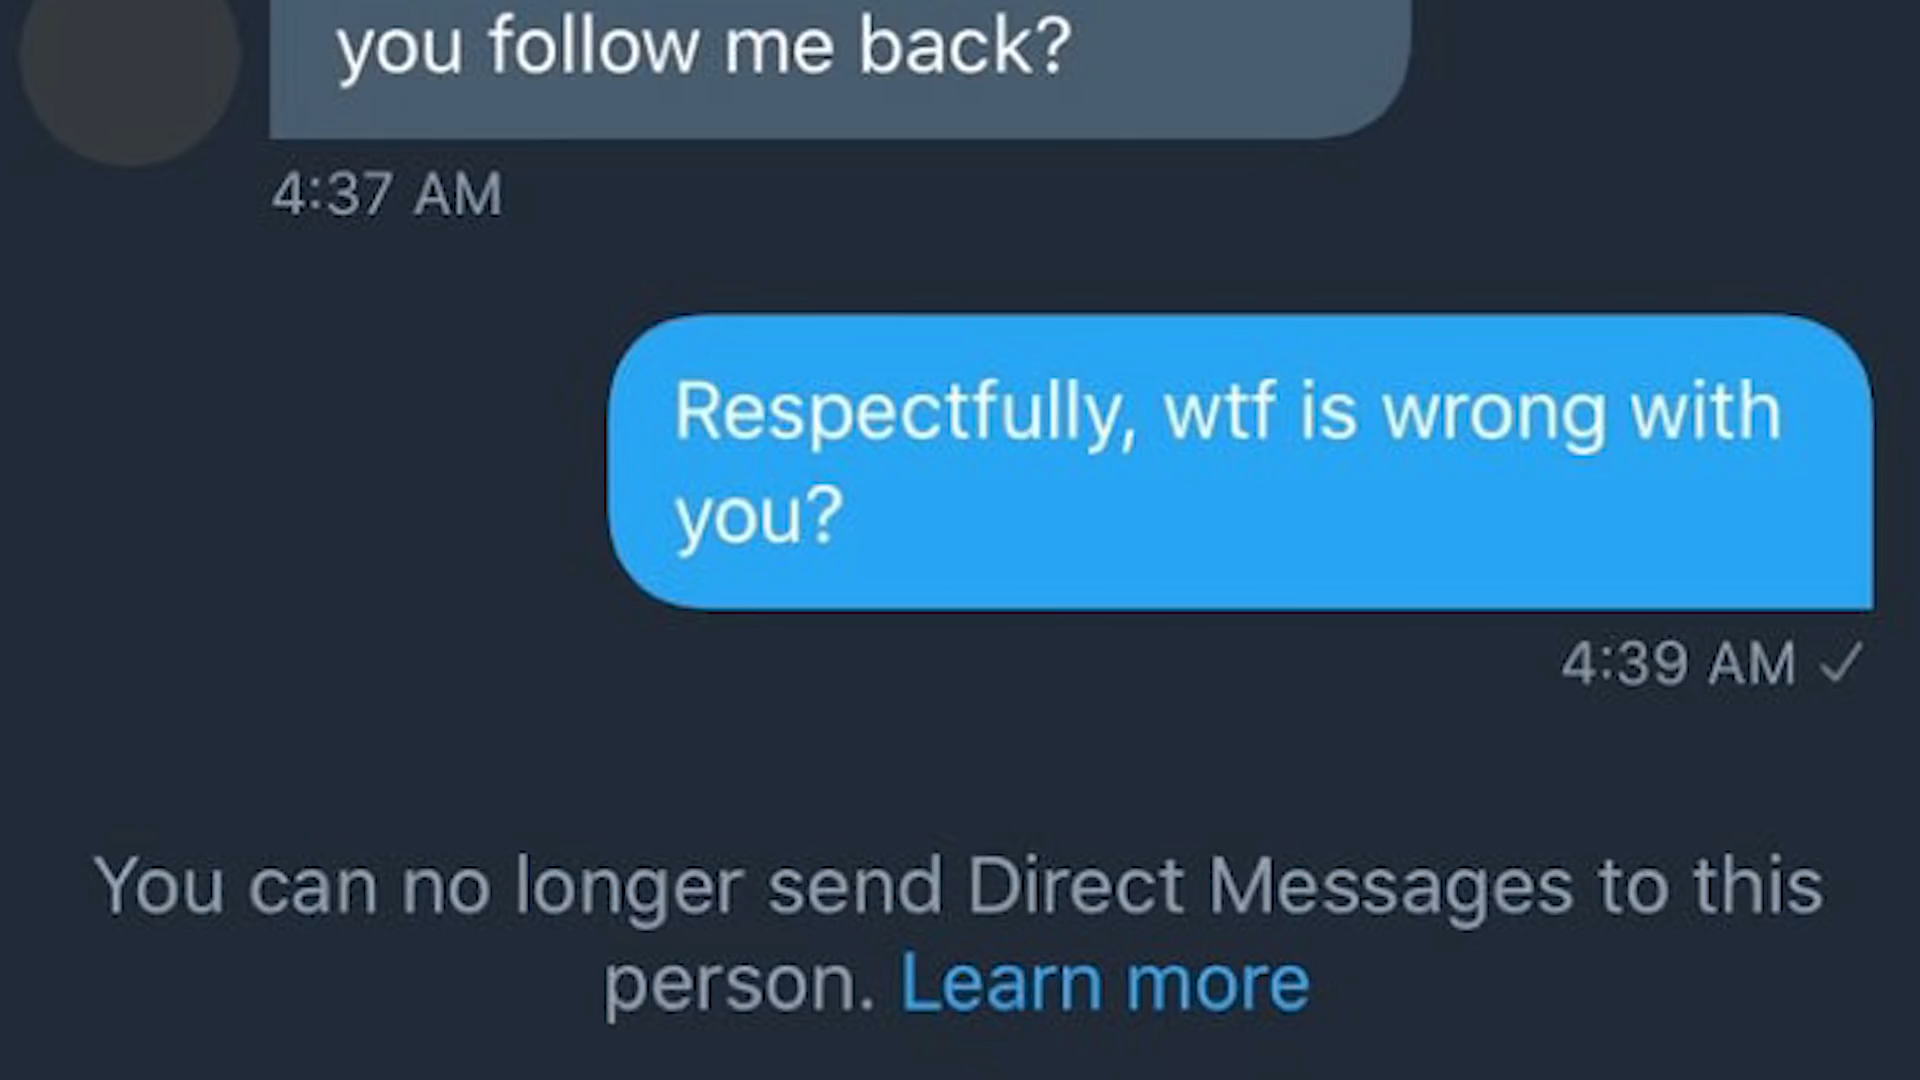 you follow me back?
4:37 AM
Respectfully, wtf is wrong with
you?
4:39 AM ✓
You can no longer send Direct Messages to this
person. Learn more